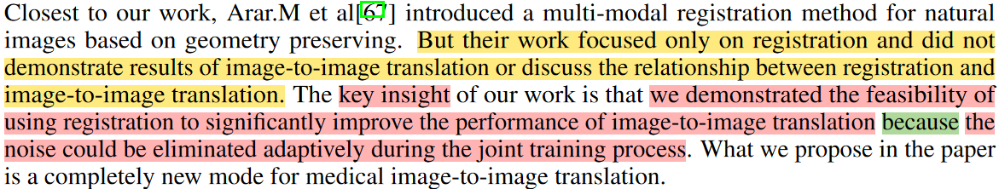 Closest to our work, Arar.M et al[67] introduced a multi-modal registration method for natural
images based on geometry preserving. But their work focused only on registration and did not
demonstrate results of image-to-image translation or discuss the relationship between registration and
image-to-image translation. The key insight of our work is that we demonstrated the feasibility of
using registration to significantly improve the performance of image-to-image translation because the
noise could be eliminated adaptively during the joint training process. What we propose in the paper
is a completely new mode for medical image-to-image translation.